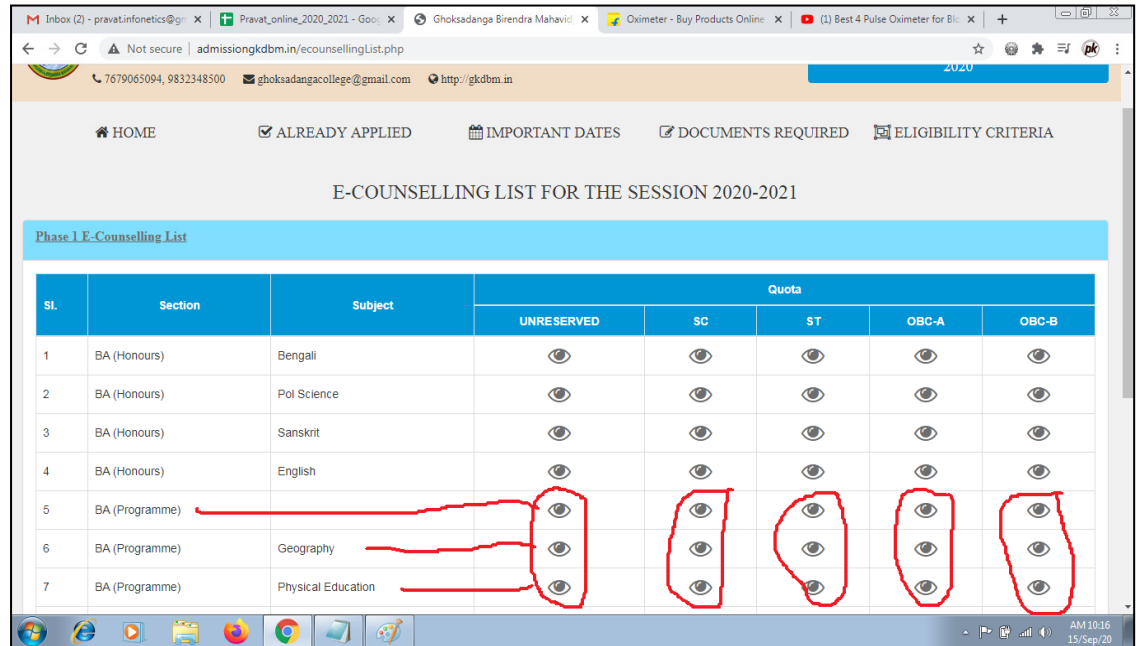 Inbox (2) - pravat.infonetics@gm
Pravat_online_2020_2021 - Goog
Ghoksadanga Birendra Mahavid
Oximeter - Buy Products Online
(1) Best 4 Pulse Oximeter for Blo
Not secure | admissiongkdbm.in/ecounsellingList.php
pk
7679065094, 9832348500 ghoksadangacollege@gmail.com http://gkdbm.in
2020
HOME ALREADY APPLIED IMPORTANT DATES DOCUMENTS REQUIRED ELIGIBILITY CRITERIA
E-COUNSELLING LIST FOR THE SESSION 2020-2021
Phase 1 E-Counselling List
Sl. Section Subject Quota
UNRESERVED SC ST OBC-A OBC-B
1 BA (Honours) Bengali
2 BA (Honours) Pol Science
3 BA (Honours) Sanskrit
4 BA (Honours) English
5 BA (Programme)
6 BA (Programme) Geography
7 BA (Programme) Physical Education
AM 10:16
15/Sep/20